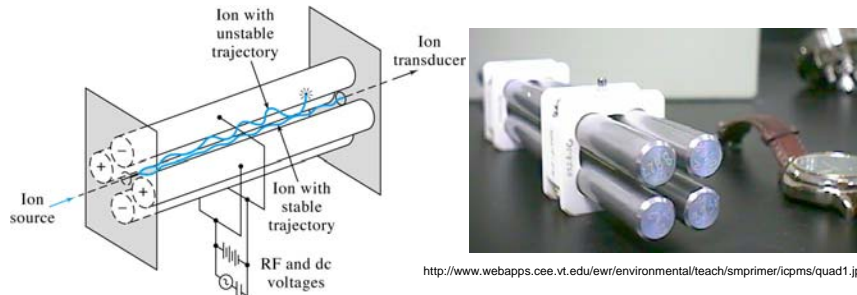 Ion with
unstable
trajectory
Ion
transducer
−
+
+
−
Ion
source
Ion with
stable
trajectory
RF and dc
voltages
http://www.webapps.cee.vt.edu/ewr/environmental/teach/smprimer/icpms/quad1.jp